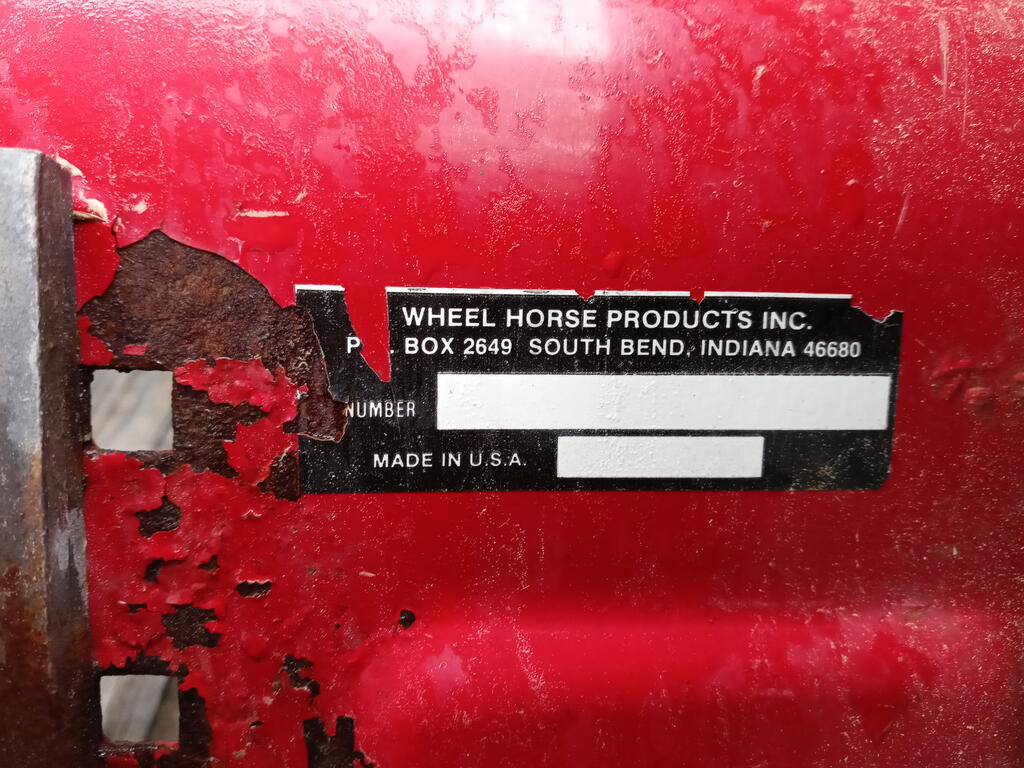 WHEEL HORSE PRODUCTS INC.
P. . BOX 2649 SOUTH BEND, INDIANA 46680
NUMBER
MADE IN U.S.A.